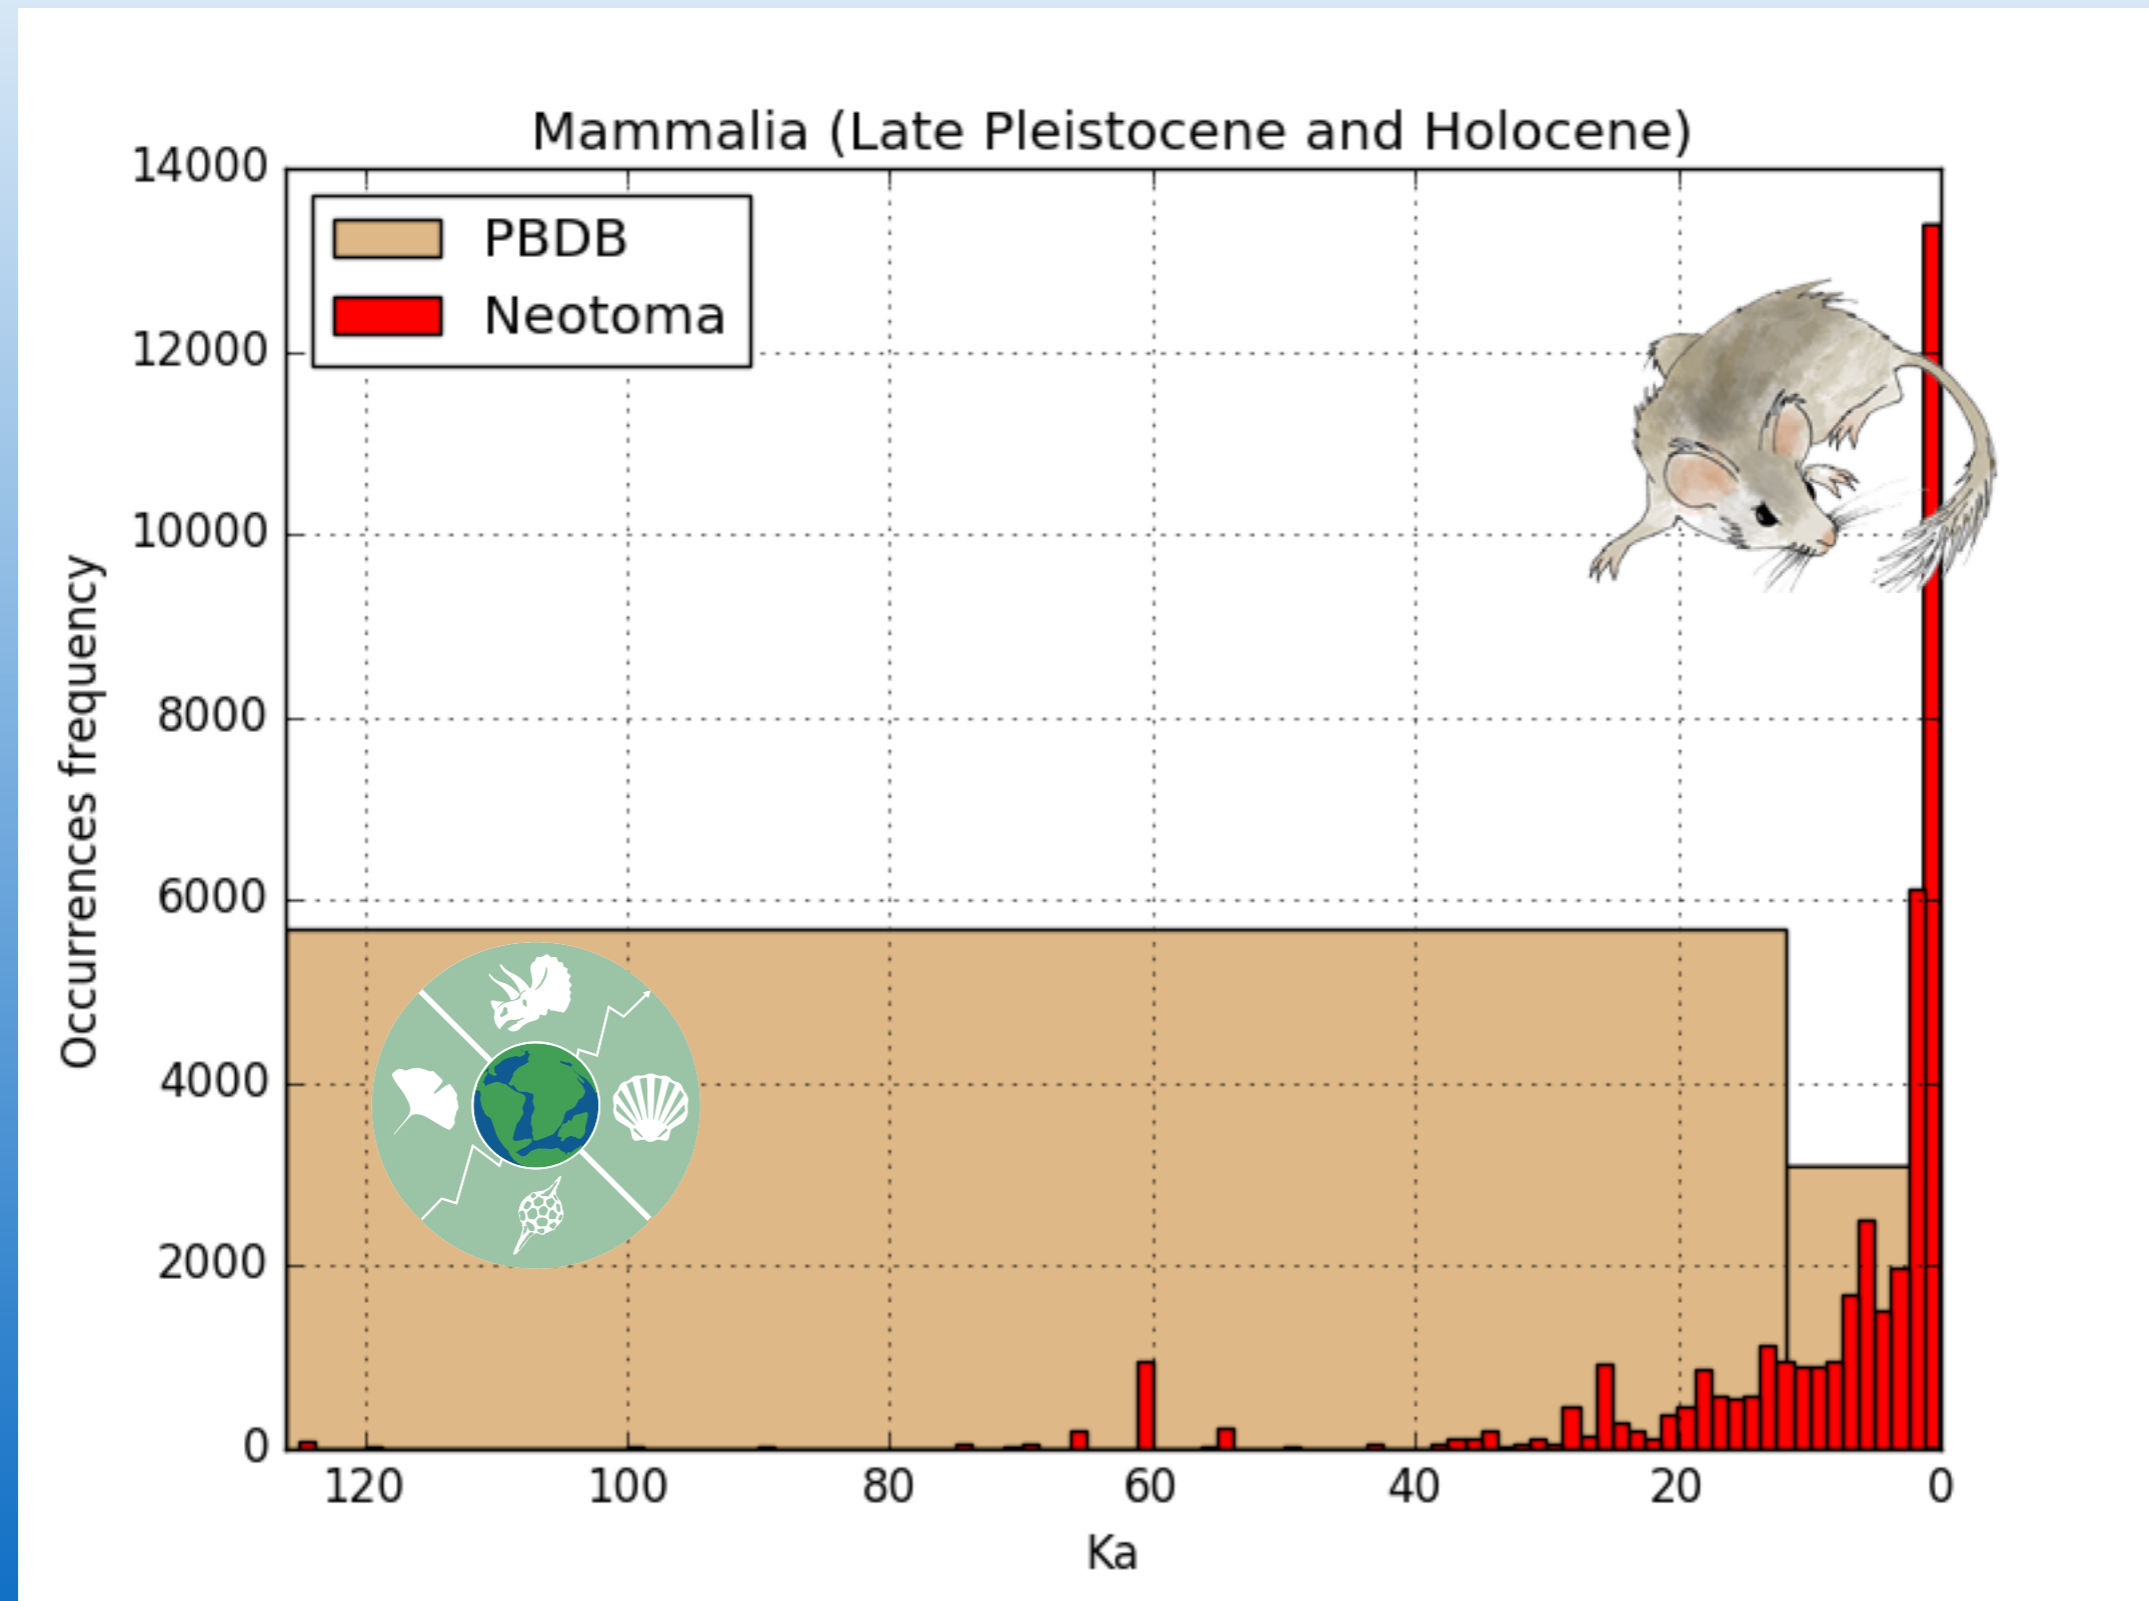 Mammalia (Late Pleistocene and Holocene)
PBDB
Neotoma
14000
12000
10000
8000
6000
4000
2000
0
Occurrences frequency
120 100 80 60 40 20 0
Ka